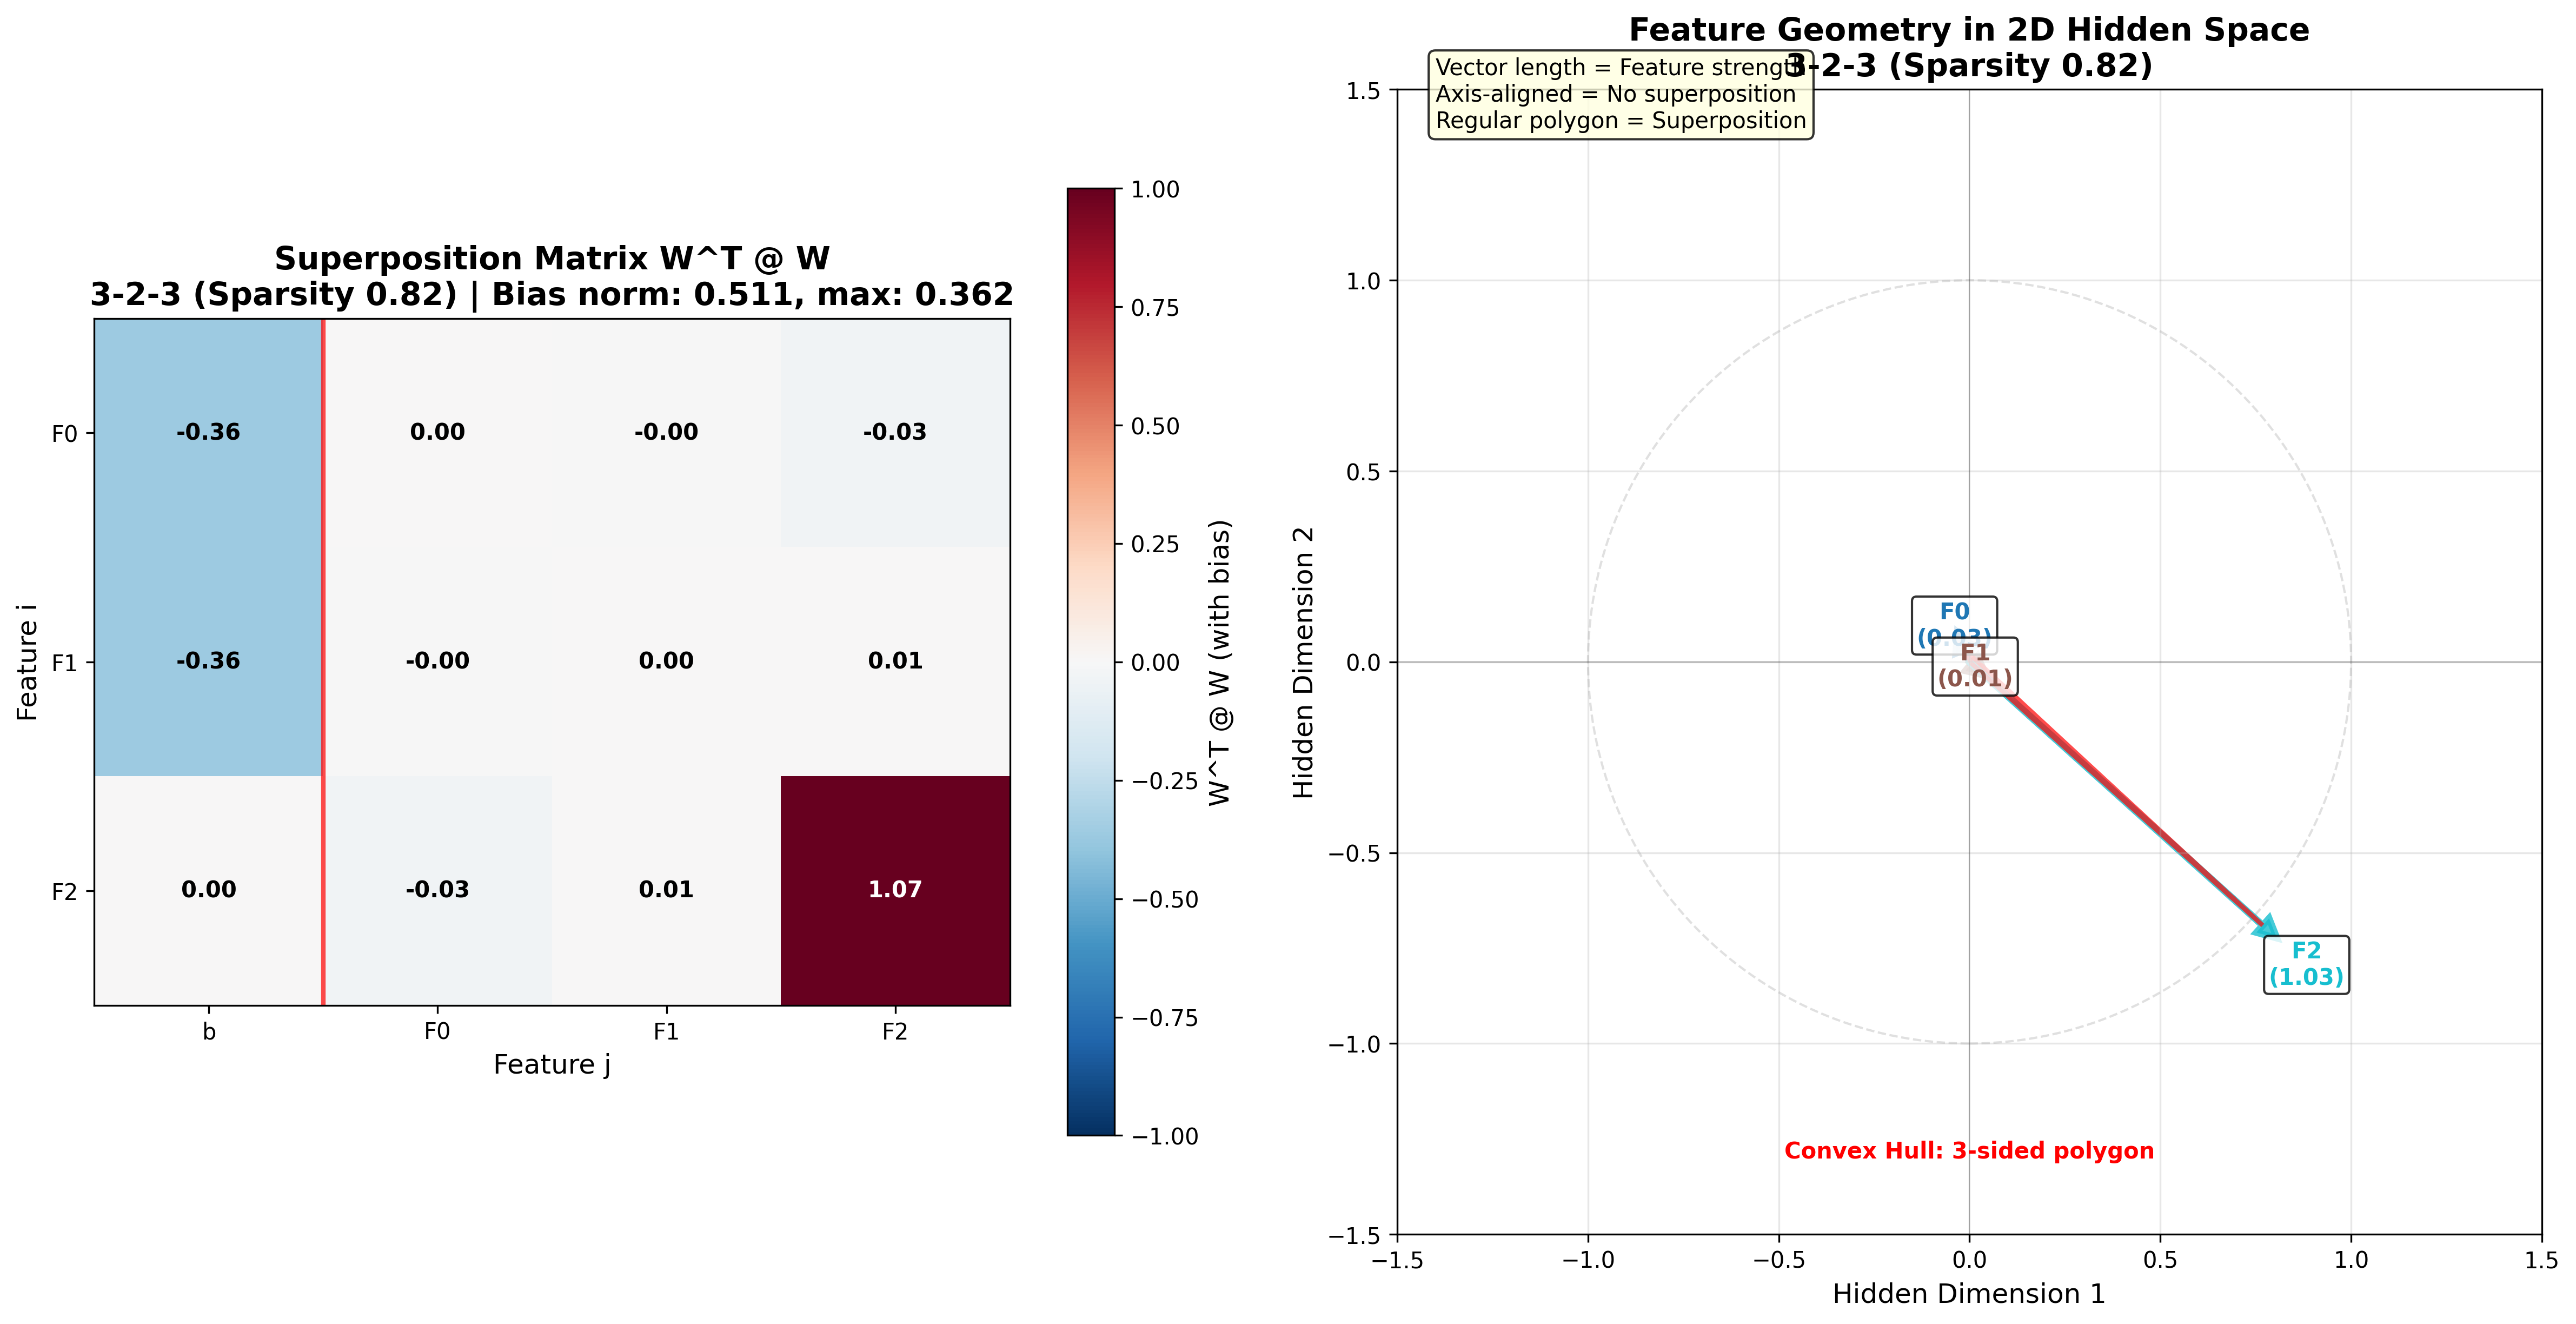 Superposition Matrix W^T @ W
3-2-3 (Sparsity 0.82) | Bias norm: 0.511, max: 0.362
Feature i
F0
F1
F2
-0.36
0.00
-0.00
-0.03
-0.36
-0.00
0.00
0.01
0.00
-0.03
0.01
1.07
b
F0
F1
F2
Feature j
1.00
0.75
0.50
0.25
0.00
−0.25
−0.50
−0.75
−1.00
W^T @ W (with bias)
Feature Geometry in 2D Hidden Space
3-2-3 (Sparsity 0.82)
Vector length = Feature strength
Axis-aligned = No superposition
Regular polygon = Superposition
Hidden Dimension 2
1.5
1.0
0.5
0.0
−0.5
−1.0
−1.5
F0
(0.03)
F1
(0.01)
F2
(1.03)
Convex Hull: 3-sided polygon
−1.5
−1.0
−0.5
0.0
0.5
1.0
1.5
Hidden Dimension 1